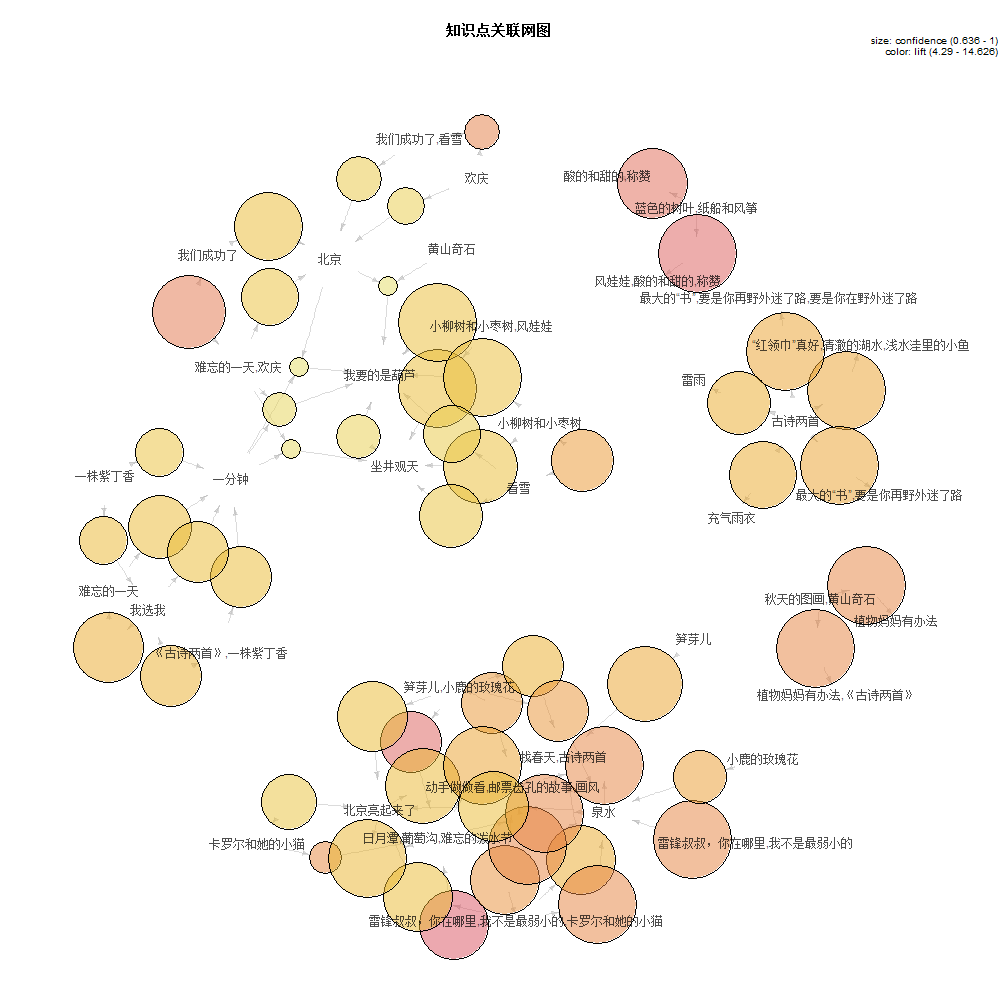 知识点关联网图
size: confidence (0.636 - 1)
color: lift (4.29 - 14.626)
我们成功了,看雪
欢庆
酸的和甜的,称赞
蓝色的树叶,纸船和风筝
黄山奇石
我们成功了
北京
风娃娃,酸的和甜的,称赞
最大的“书”,要是你再野外迷了路,要是你在野外迷了路
小柳树和小枣树,风娃娃
“红领巾”真好,清澈的湖水,浅水洼里的小鱼
难忘的一天,欢庆
我要的是葫芦
雷雨
古诗两首
小柳树和小枣树
坐井观天
一株紫丁香
一分钟
看雪
最大的“书”,要是你再野外迷了路
充气雨衣
难忘的一天
我选我
秋天的图画,黄山奇石
植物妈妈有办法
《古诗两首》,一株紫丁香
笋芽儿
笋芽儿,小鹿的玫瑰花
植物妈妈有办法,《古诗两首》
找春天,古诗两首
小鹿的玫瑰花
动手做做看,邮票齿孔的故事,画风
北京亮起来了
泉水
日月潭,葡萄沟,难忘的泼水节
卡罗尔和她的小猫
雷锋叔叔，你在哪里,我不是最弱小的
雷锋叔叔，你在哪里,我不是最弱小的,卡罗尔和她的小猫